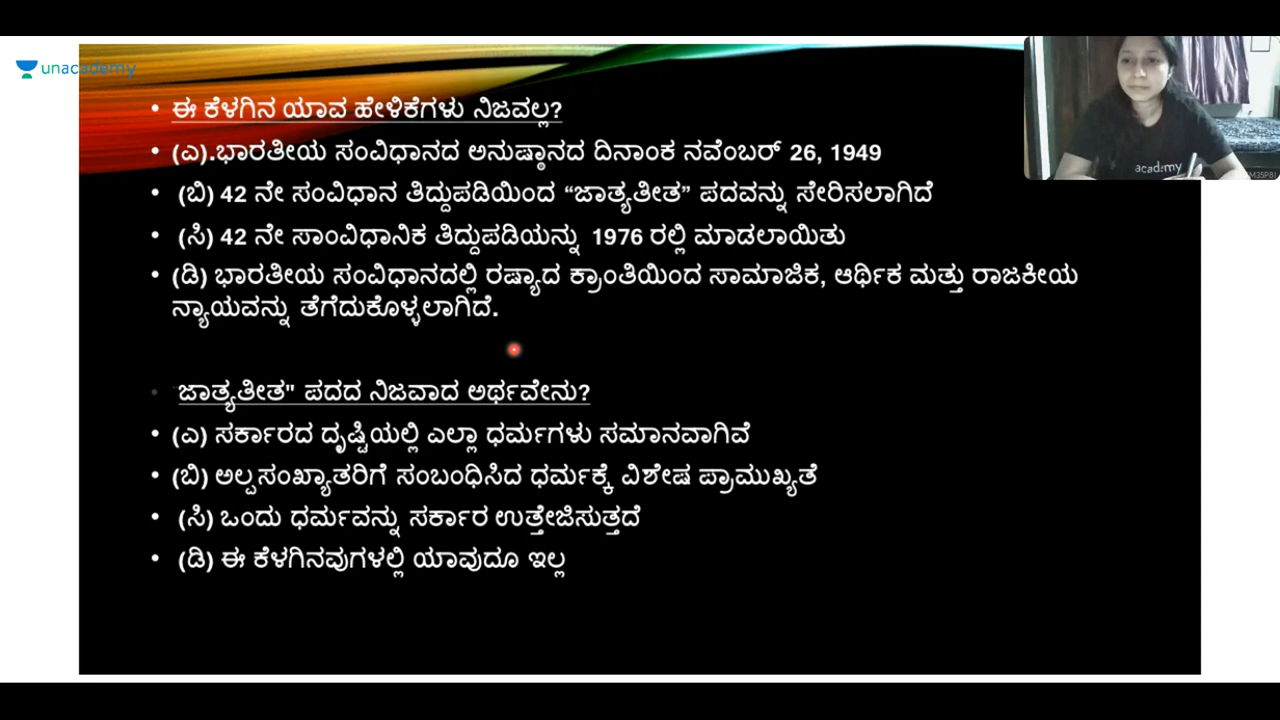 unacademy
• ಈ ಕೆಳಗಿನ ಯಾವ ಹೇಳಿಕೆಗಳು ನಿಜವಲ್ಲ?
• (ಎ).ಭಾರತೀಯ ಸಂವಿಧಾನದ ಅನುಷ್ಠಾನದ ದಿನಾಂಕ ನವೆಂಬರ್ 26, 1949
• (ಬಿ) 42 ನೇ ಸಂವಿಧಾನ ತಿದ್ದುಪಡಿಯಿಂದ “ಜಾತ್ಯತೀತ” ಪದವನ್ನು ಸೇರಿಸಲಾಗಿದೆ
• (ಸಿ) 42 ನೇ ಸಾಂವಿಧಾನಿಕ ತಿದ್ದುಪಡಿಯನ್ನು 1976 ರಲ್ಲಿ ಮಾಡಲಾಯಿತು
• (ಡಿ) ಭಾರತೀಯ ಸಂವಿಧಾನದಲ್ಲಿ ರಷ್ಯಾದ ಕ್ರಾಂತಿಯಿಂದ ಸಾಮಾಜಿಕ, ಆರ್ಥಿಕ ಮತ್ತು ರಾಜಕೀಯ
ನ್ಯಾಯವನ್ನು ತೆಗೆದುಕೊಳ್ಳಲಾಗಿದೆ.
• "ಜಾತ್ಯತೀತ" ಪದದ ನಿಜವಾದ ಅರ್ಥವೇನು?
• (ಎ) ಸರ್ಕಾರದ ದೃಷ್ಟಿಯಲ್ಲಿ ಎಲ್ಲಾ ಧರ್ಮಗಳು ಸಮಾನವಾಗಿವೆ
• (ಬಿ) ಅಲ್ಪಸಂಖ್ಯಾತರಿಗೆ ಸಂಬಂಧಿಸಿದ ಧರ್ಮಕ್ಕೆ ವಿಶೇಷ ಪ್ರಾಮುಖ್ಯತೆ
• (ಸಿ) ಒಂದು ಧರ್ಮವನ್ನು ಸರ್ಕಾರ ಉತ್ತೇಜಿಸುತ್ತದೆ
• (ಡಿ) ಈ ಕೆಳಗಿನವುಗಳಲ್ಲಿ ಯಾವುದೂ ಇಲ್ಲ
academy